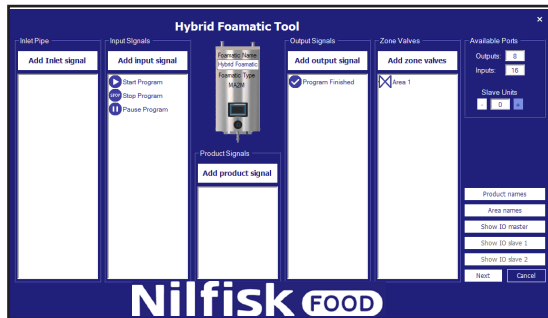 Hybrid Foamatic Tool
×
Inlet Pipe
Add Inlet signal
Input Signals
Add input signal
Start Program
STOP
Stop Program
Pause Program
Foamatic Name
Hybrid Foamatic
Foamatic Type
MA2M
Product Signals
Add product signal
Output Signals
Add output signal
Program Finished
Zone Valves
Add zone valves
Area 1
Available Ports
Outputs: 8
Inputs: 16
Slave Units
- 0 +
Product names
Area names
Show IO master
Show IO slave 1
Show IO slave 2
Next Cancel
Nilfisk FOOD